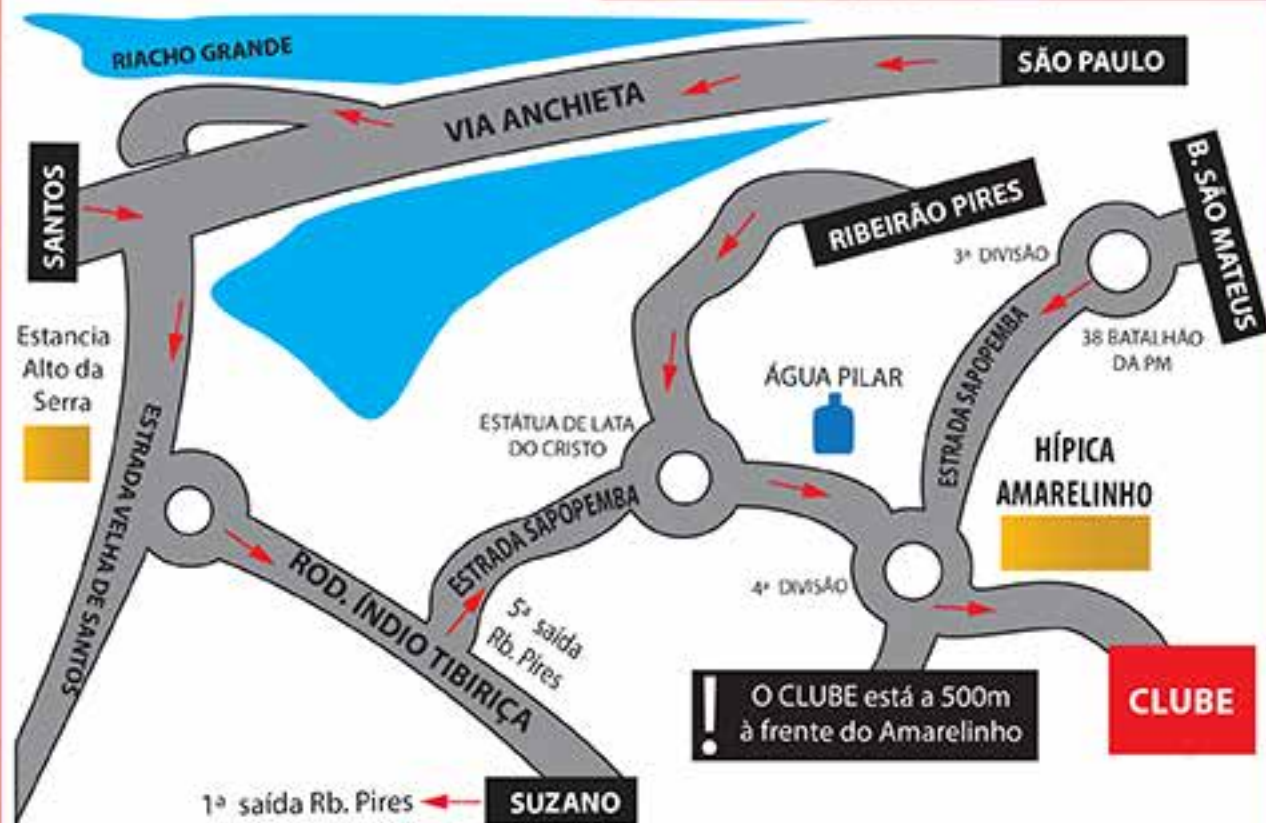 RIACHO GRANDE
VIA ANCHIETA
SÃO PAULO
SANTOS
B. SÃO MATEUS
RIBEIRÃO PIRES
3ª DIVISÃO
38 BATALHÃO
DA PM
Estancia
Alto da
Serra
ESTRADA VELHA DE SANTOS
ESTÁTUA DE LATA
DO CRISTO
ÁGUA PILAR
ESTRADA SAPOPEMBA
HÍPICA
AMARELINHO
ESTRADA SAPOPEMBA
ROD. ÍNDIO TIBIRIÇA
5ª saída
Rb. Pires
4ª DIVISÃO
! O CLUBE está a 500m
à frente do Amarelinho
CLUBE
1ª saída Rb. Pires
SUZANO